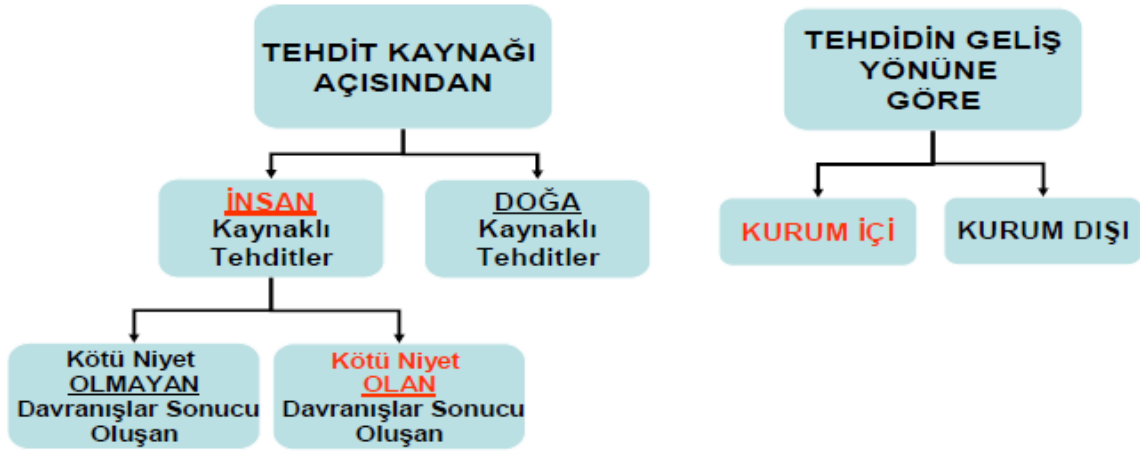 TEHDİT KAYNAĞI
AÇISINDAN
TEHDİDİN GELİŞ
YÖNÜNE
GÖRE
İNSAN
Kaynaklı
Tehditler
DOĞA
Kaynaklı
Tehditler
KURUM İÇİ
KURUM DIŞI
Kötü Niyet
OLMAYAN
Davranışlar Sonucu
Oluşan
Kötü Niyet
OLAN
Davranışlar Sonucu
Oluşan